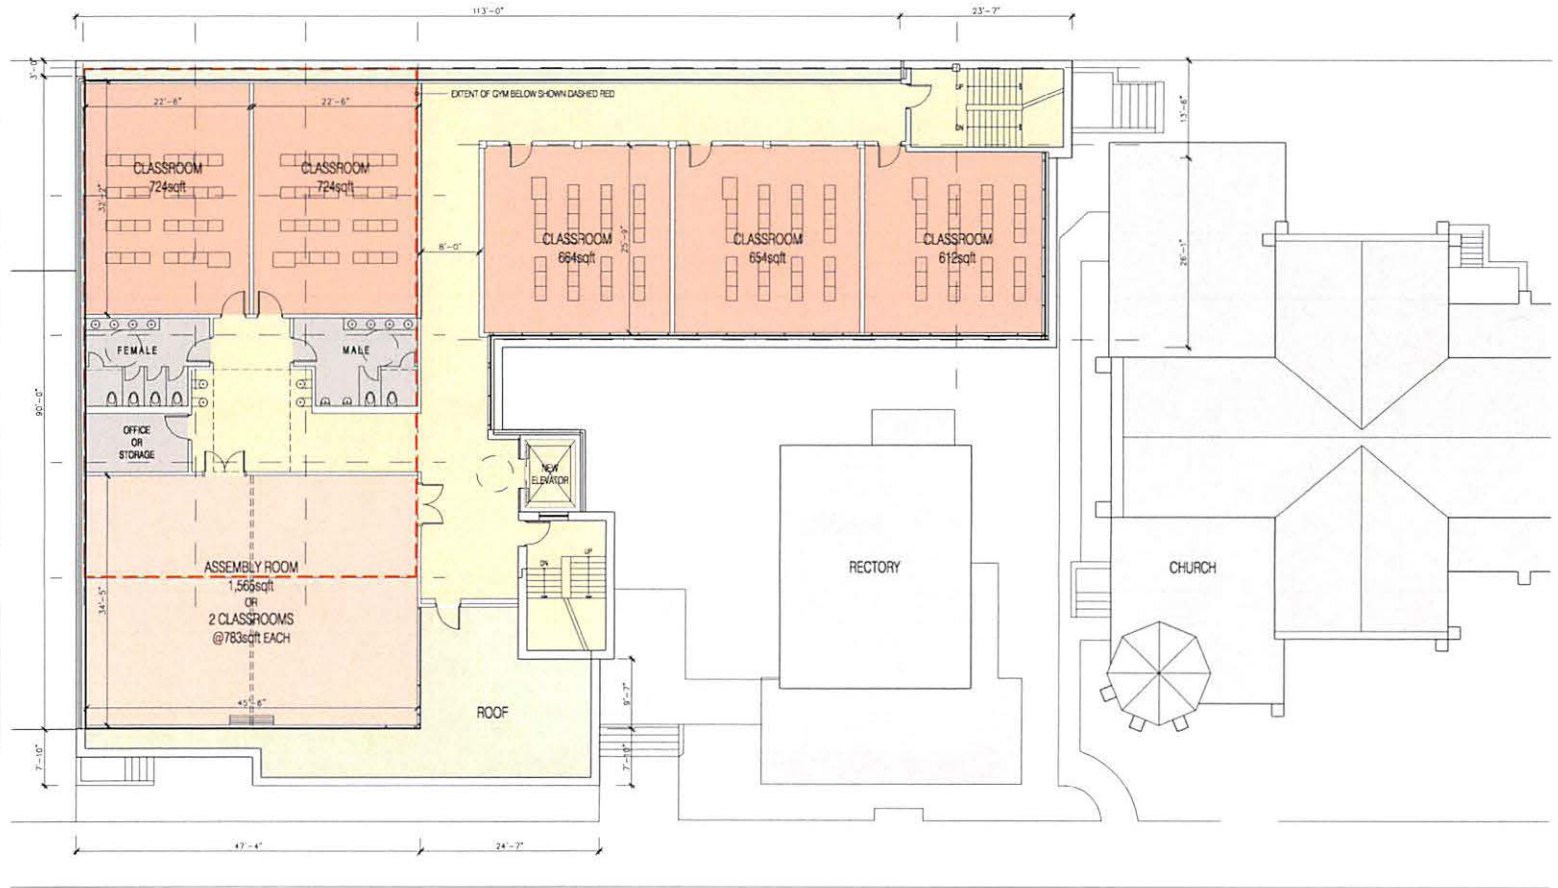 113'-0"
23'-7"
3'-0"
EXTENT OF GYM BELOW SHOWN DASHED RED
UP
DN
22'-6"
22'-6"
13'-6"
CLASSROOM
724sqft
CLASSROOM
724sqft
32'-2"
8'-0"
CLASSROOM
664sqft
25'-9"
CLASSROOM
654sqft
CLASSROOM
612sqft
26'-1"
FEMALE
MALE
90'-0"
OFFICE
OR
STORAGE
NEW
ELEVATOR
ASSEMBLY ROOM
1,565sqft
OR
2 CLASSROOMS
@783sqft EACH
34'-5"
DN
UP
RECTORY
CHURCH
45'-6"
ROOF
9'-7"
7'-10"
7'-10"
47'-4"
24'-7"